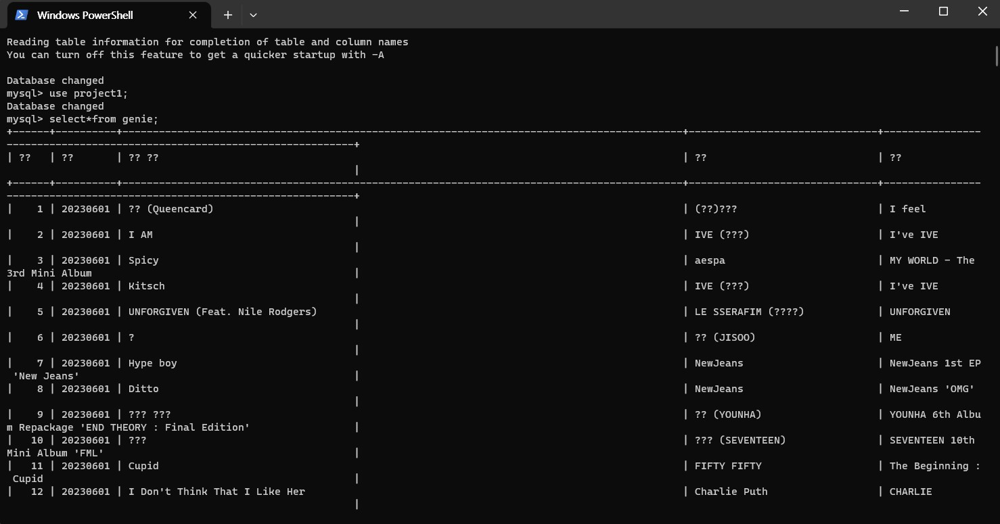 Windows PowerShell
Reading table information for completion of table and column names
You can turn off this feature to get a quicker startup with -A
Database changed
mysql> use project1;
Database changed
mysql> select*from genie;
| ?? | ?? | ?? ?? | ?? | ??
|
| 1 | 20230601 | ?? (Queencard) | (??)??? | I feel
|
| 2 | 20230601 | I AM | IVE (???) | I've IVE
|
| 3 | 20230601 | Spicy | aespa | MY WORLD - The
3rd Mini Album |
| 4 | 20230601 | Kitsch | IVE (???) | I've IVE
|
| 5 | 20230601 | UNFORGIVEN (Feat. Nile Rodgers) | LE SSERAFIM (????) | UNFORGIVEN
|
| 6 | 20230601 | ? | ?? (JISOO) | ME
|
| 7 | 20230601 | Hype boy | NewJeans | NewJeans 1st EP
'New Jeans' |
| 8 | 20230601 | Ditto | NewJeans | NewJeans 'OMG'
|
| 9 | 20230601 | ??? ??? | ?? (YOUNHA) | YOUNHA 6th Albu
m Repackage 'END THEORY : Final Edition' |
| 10 | 20230601 | ??? | ??? (SEVENTEEN) | SEVENTEEN 10th
Mini Album 'FML' |
| 11 | 20230601 | Cupid | FIFTY FIFTY | The Beginning :
Cupid |
| 12 | 20230601 | I Don't Think That I Like Her | Charlie Puth | CHARLIE
|